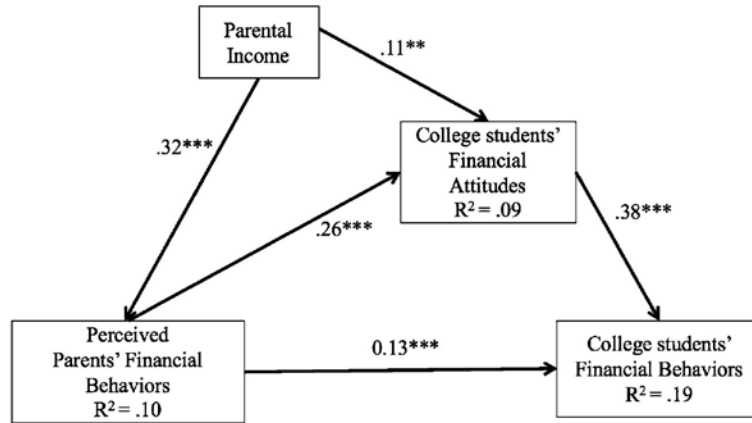 Parental
Income
.11**
.32***
College students’
Financial
Attitudes
R² = .09
.26***
.38***
Perceived
Parents’ Financial
Behaviors
R² = .10
0.13***
College students’
Financial Behaviors
R² = .19